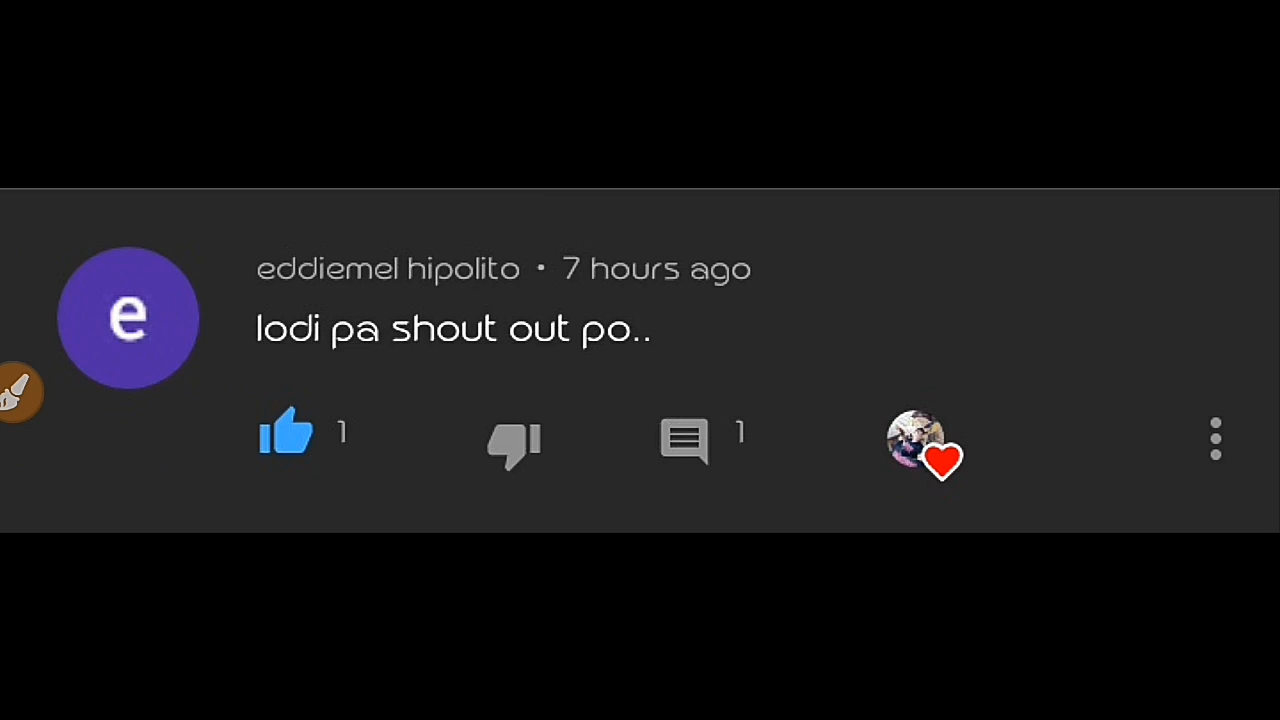 e
eddiemel hipolito • 7 hours ago
lodi pa shout out po..
1 1